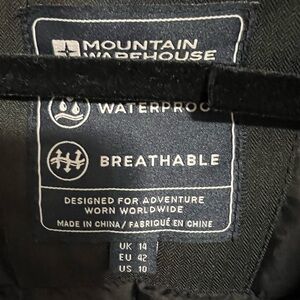 MOUNTAIN
WAREHOUSE
WATERPROO
BREATHABLE
DESIGNED FOR ADVENTURE
WORN WORLDWIDE
MADE IN CHINA/ FABRIQUÉ EN CHINE
UK 14
EU 42
US 10